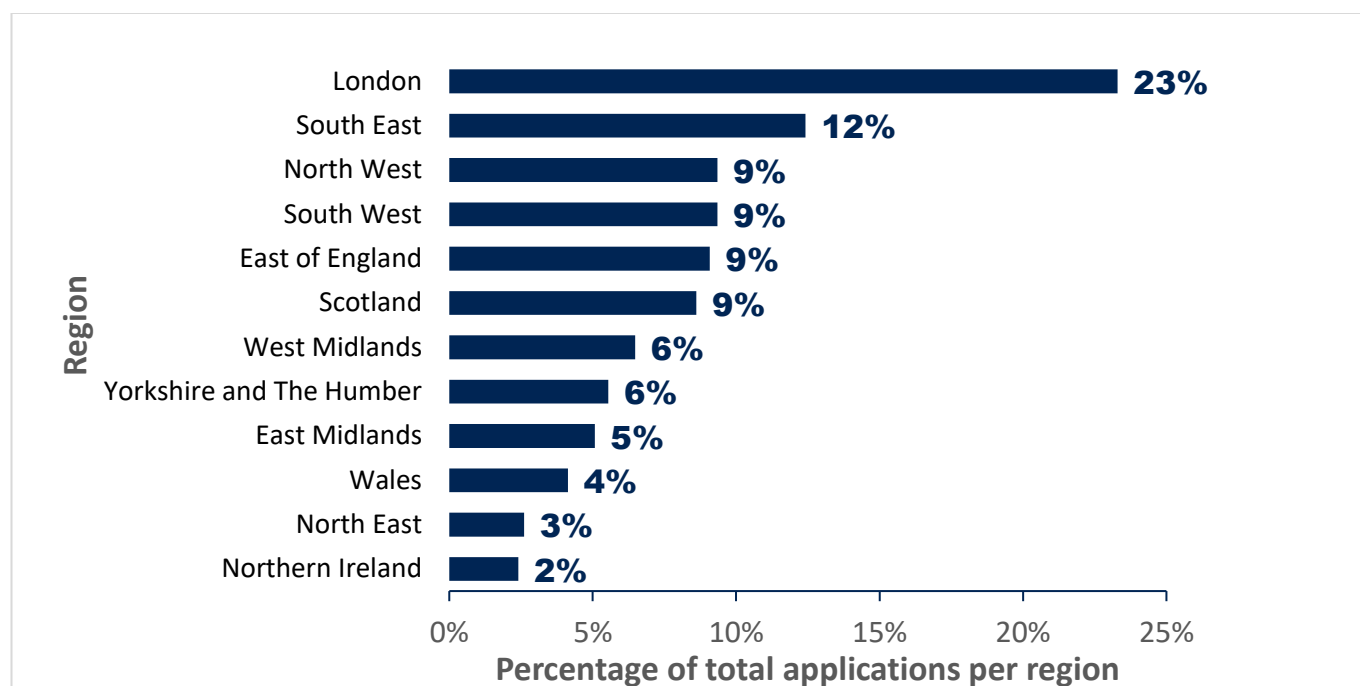 London 23%
South East 12%
North West 9%
South West 9%
East of England 9%
Scotland 9%
West Midlands 6%
Yorkshire and The Humber 6%
East Midlands 5%
Wales 4%
North East 3%
Northern Ireland 2%
Region
0% 5% 10% 15% 20% 25%
Percentage of total applications per region